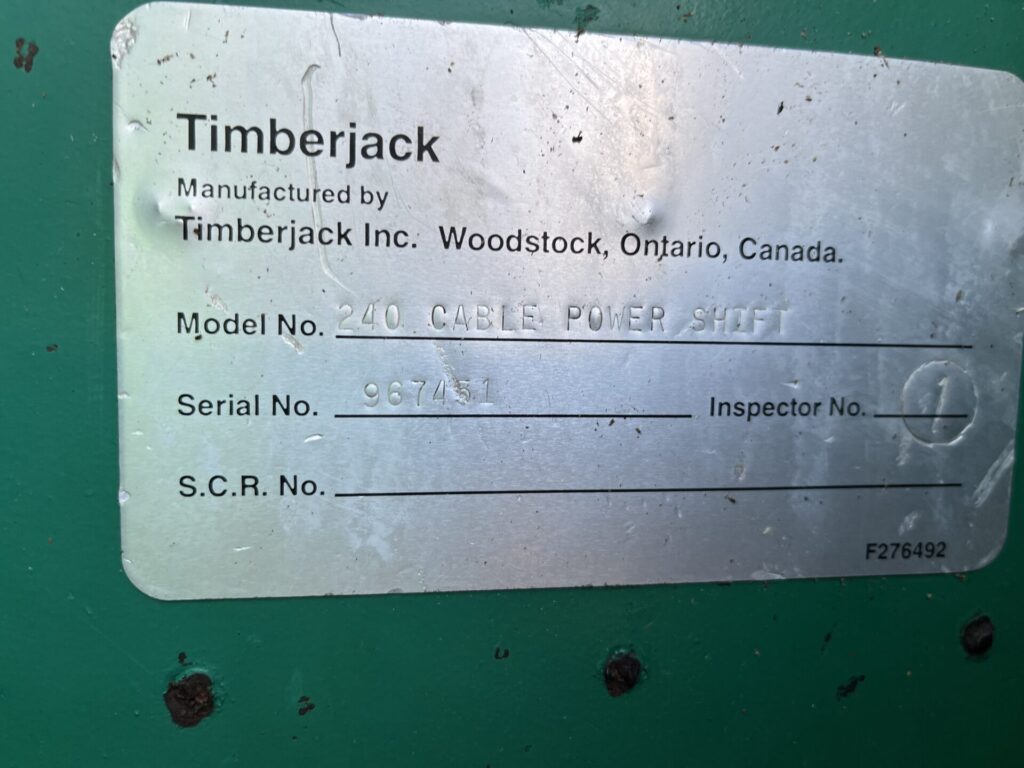 Timberjack
Manufactured by
Timberjack Inc. Woodstock, Ontario, Canada.
Model No. 240 CABLE POWER SHIFT
Serial No. 967451 Inspector No. 1
S.C.R. No.
F276492